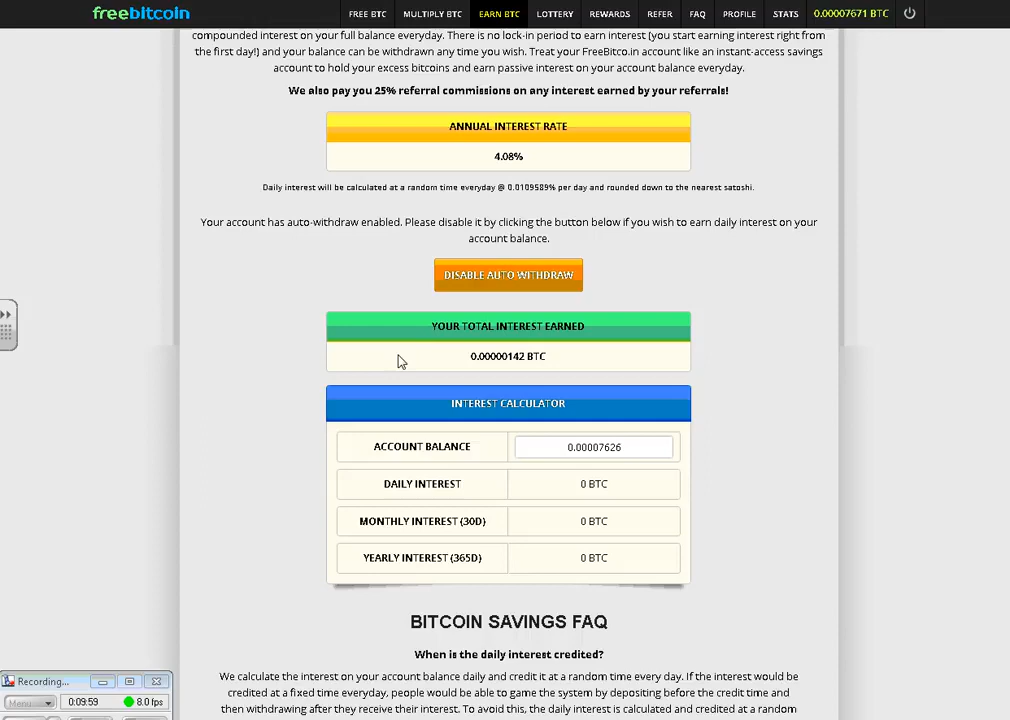 freebitcoin
FREE BTC MULTIPLY BTC EARN BTC LOTTERY REWARDS REFER FAQ PROFILE STATS 0.00007671 BTC
compounded interest on your full balance everyday. There is no lock-in period to earn interest (you start earning interest right from
the first day!) and your balance can be withdrawn any time you wish. Treat your FreeBitco.in account like an instant-access savings
account to hold your excess bitcoins and earn passive interest on your account balance everyday.
We also pay you 25% referral commissions on any interest earned by your referrals!
ANNUAL INTEREST RATE
4.08%
Daily interest will be calculated at a random time everyday @ 0.0109589% per day and rounded down to the nearest satoshi.
Your account has auto-withdraw enabled. Please disable it by clicking the button below if you wish to earn daily interest on your
account balance.
DISABLE AUTO WITHDRAW
YOUR TOTAL INTEREST EARNED
0.00000142 BTC
INTEREST CALCULATOR
ACCOUNT BALANCE 0.00007626
DAILY INTEREST 0 BTC
MONTHLY INTEREST (30D) 0 BTC
YEARLY INTEREST (365D) 0 BTC
BITCOIN SAVINGS FAQ
When is the daily interest credited?
We calculate the interest on your account balance daily and credit it at a random time every day. If the interest would be
credited at a fixed time everyday, people would be able to game the system by depositing before the credit time and
then withdrawing after they receive their interest. To avoid this, the daily interest is calculated and credited at a random
Recording...
Menu 0:09:59 8.0 fps